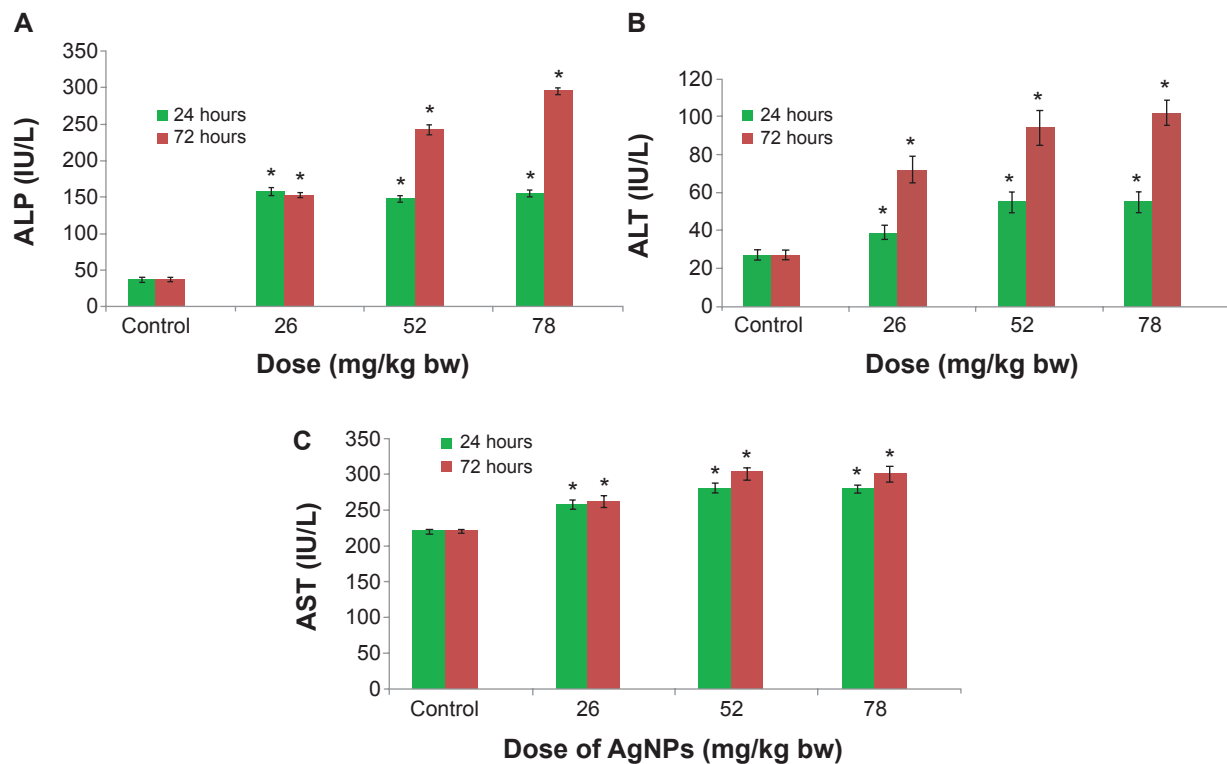 A
350
300
250
200
150
100
50
0
ALP (IU/L)
24 hours
72 hours
*
*
*
*
*
*
Control
26
52
78
Dose (mg/kg bw)
B
120
100
80
60
40
20
0
ALT (IU/L)
24 hours
72 hours
*
*
*
*
*
*
Control
26
52
78
Dose (mg/kg bw)
C
350
300
250
200
150
100
50
0
AST (IU/L)
24 hours
72 hours
*
*
*
*
*
*
Control
26
52
78
Dose of AgNPs (mg/kg bw)